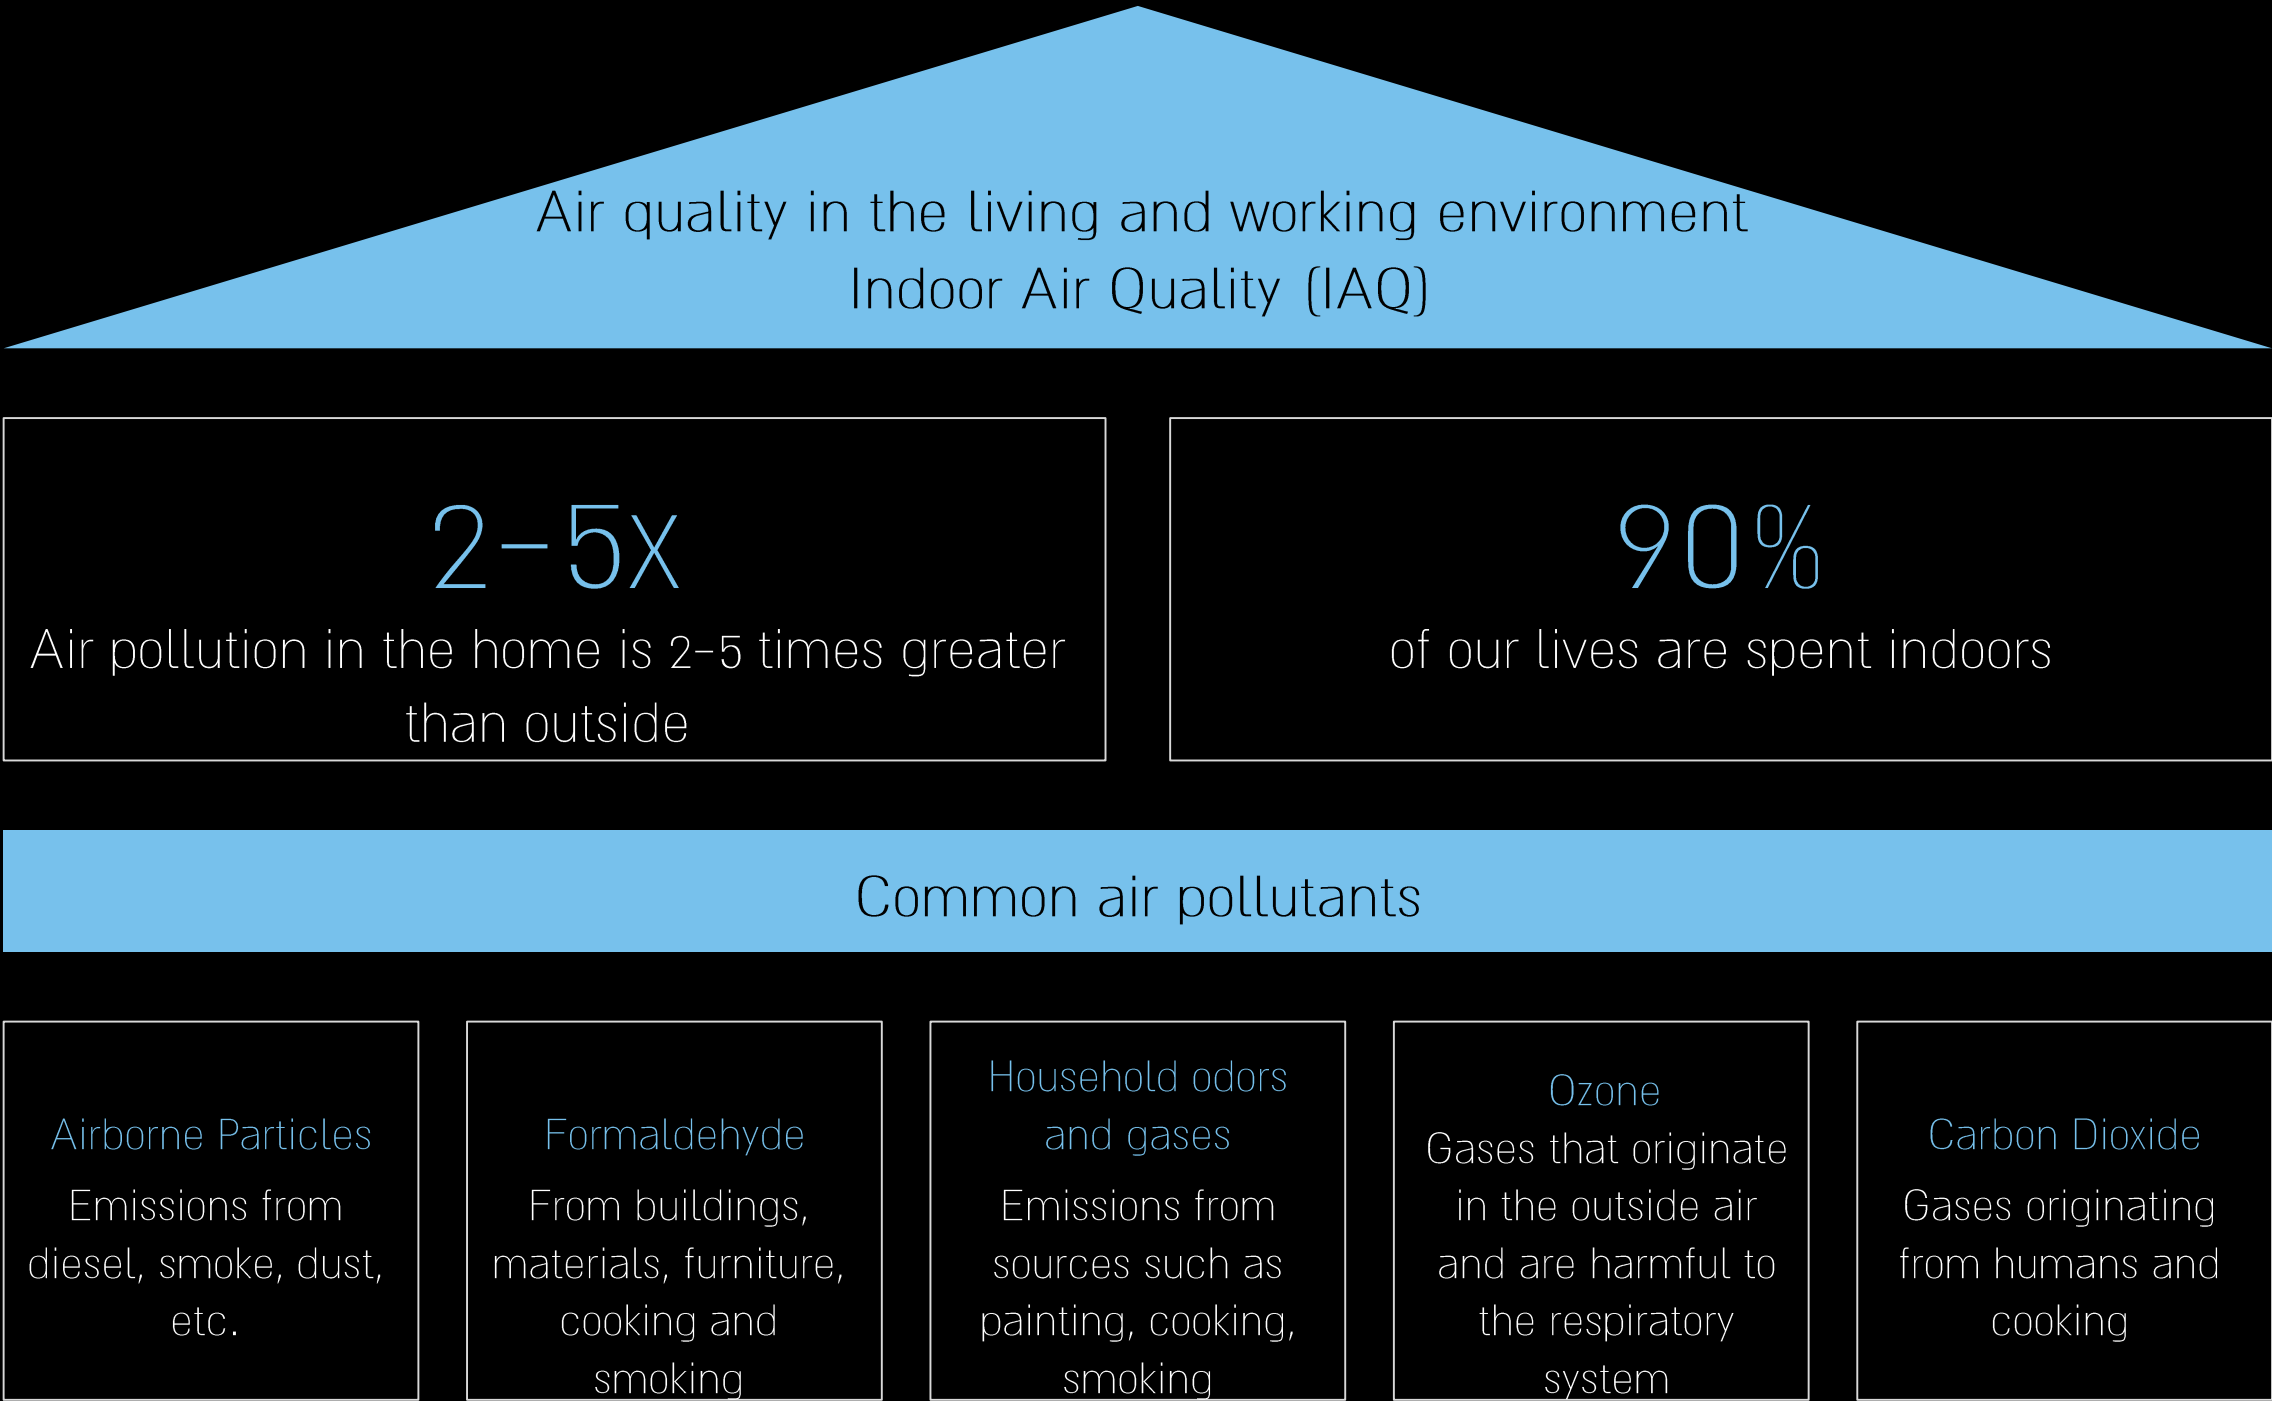 Air quality in the living and working environment
Indoor Air Quality (IAQ)
2-5x
Air pollution in the home is 2-5 times greater
than outside
90%
of our lives are spent indoors
Common air pollutants
Airborne Particles
Emissions from
diesel, smoke, dust,
etc.
Formaldehyde
From buildings,
materials, furniture,
cooking and
smoking
Household odors
and gases
Emissions from
sources such as
painting, cooking,
smoking
Ozone
Gases that originate
in the outside air
and are harmful to
the respiratory
system
Carbon Dioxide
Gases originating
from humans and
cooking